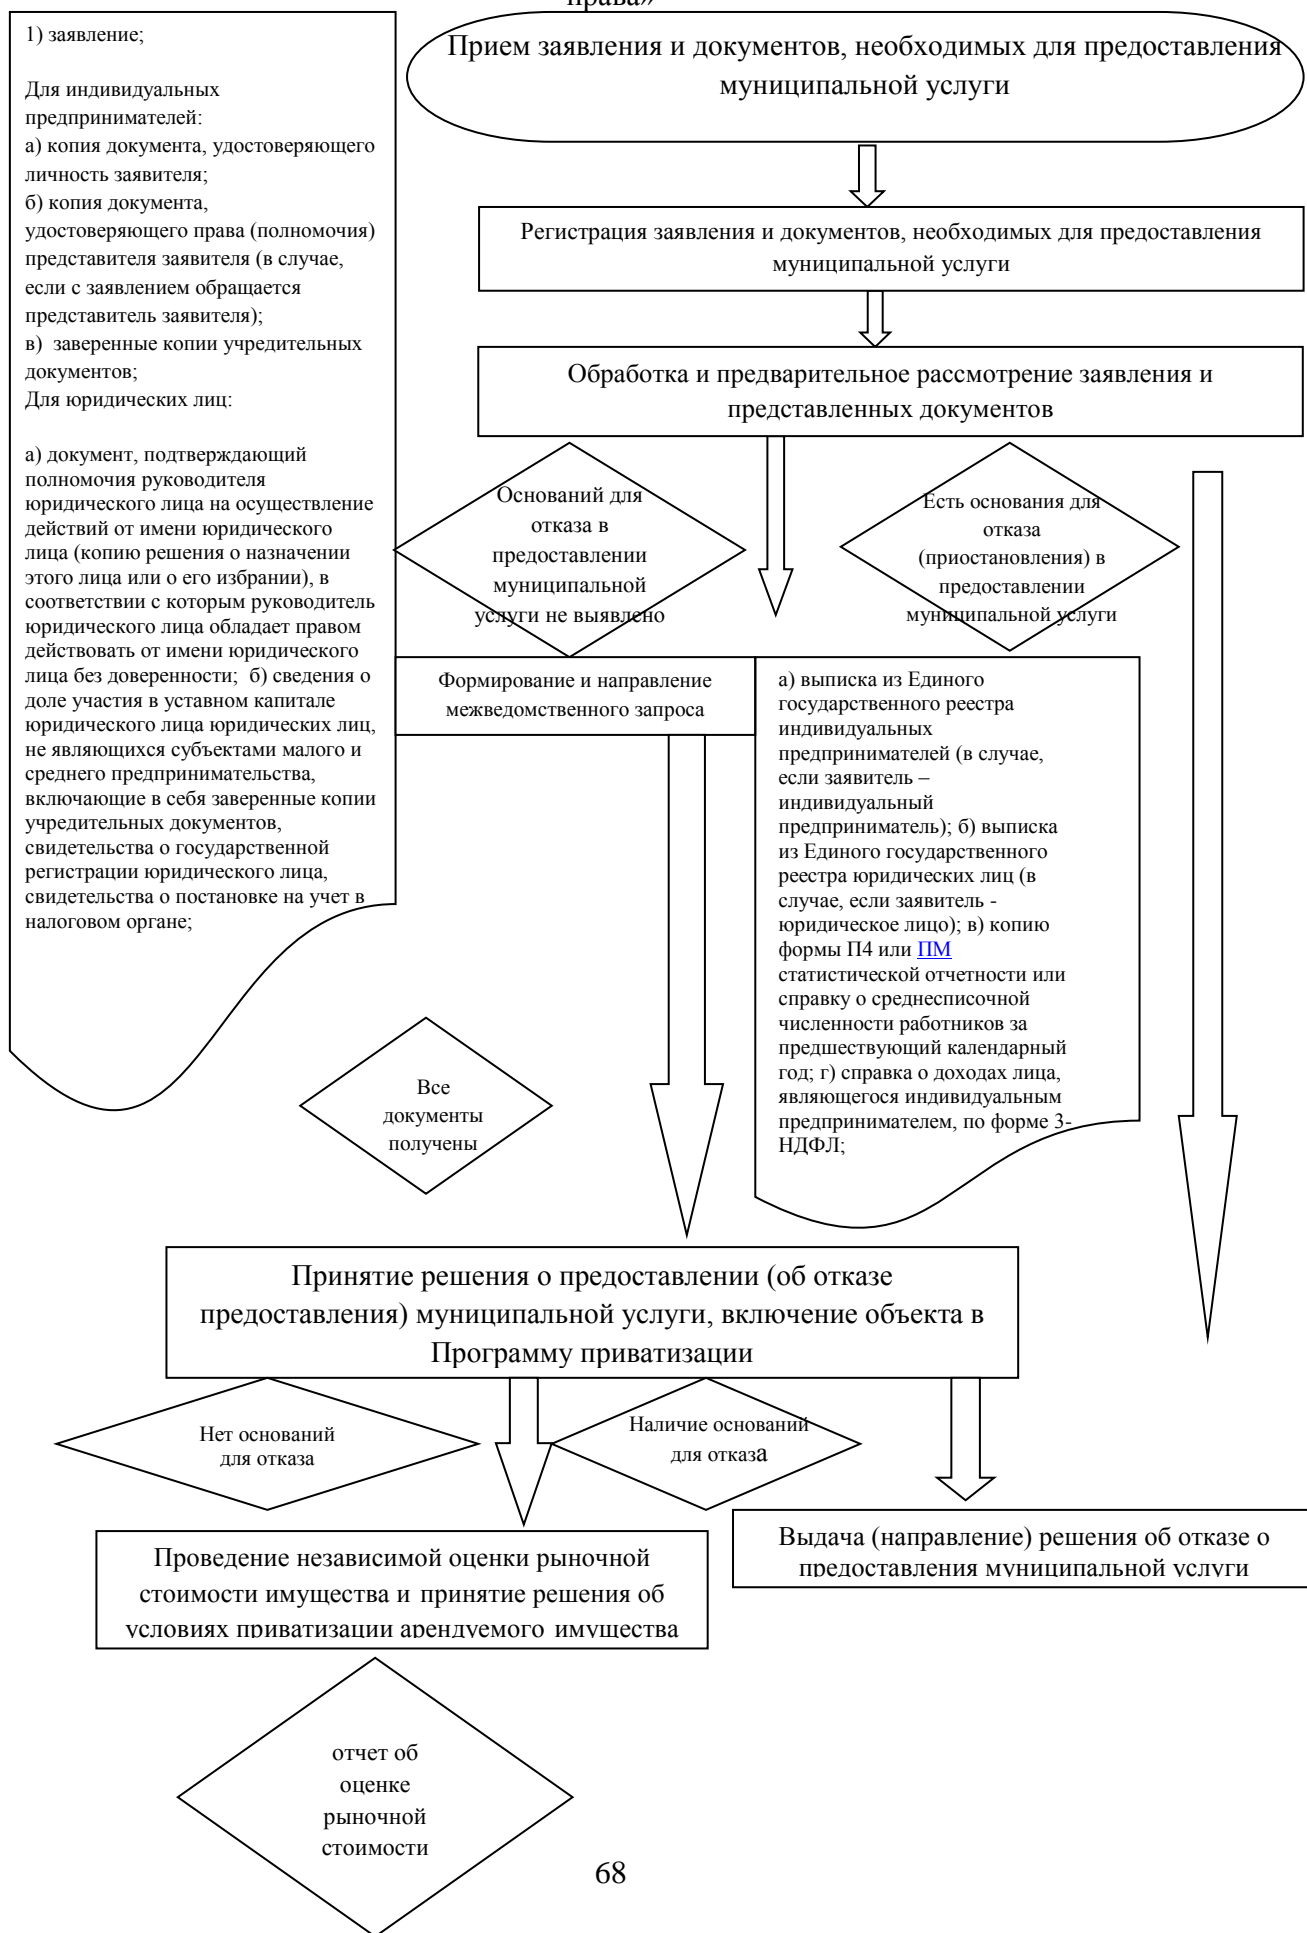 права»
1) заявление;
Для индивидуальных
предпринимателей:
а) копия документа, удостоверяющего
личность заявителя;
б) копия документа,
удостоверяющего права (полномочия)
представителя заявителя (в случае,
если с заявлением обращается
представитель заявителя);
в) заверенные копии учредительных
документов;
Для юридических лиц:
а) документ, подтверждающий
полномочия руководителя
юридического лица на осуществление
действий от имени юридического
лица (копию решения о назначении
этого лица или о его избрании), в
соответствии с которым руководитель
юридического лица обладает правом
действовать от имени юридического
лица без доверенности; б) сведения о
доле участия в уставном капитале
юридического лица юридических лиц,
не являющихся субъектами малого и
среднего предпринимательства,
включающие в себя заверенные копии
учредительных документов,
свидетельства о государственной
регистрации юридического лица,
свидетельства о постановке на учет в
налоговом органе;
Прием заявления и документов, необходимых для предоставления
муниципальной услуги
Регистрация заявления и документов, необходимых для предоставления
муниципальной услуги
Обработка и предварительное рассмотрение заявления и
представленных документов
Оснований для
отказа в
предоставлении
муниципальной
услуги не выявлено
Есть основания для
отказа
(приостановления) в
предоставлении
муниципальной услуги
Формирование и направление
межведомственного запроса
а) выписка из Единого
государственного реестра
индивидуальных
предпринимателей (в случае,
если заявитель –
индивидуальный
предприниматель); б) выписка
из Единого государственного
реестра юридических лиц (в
случае, если заявитель -
юридическое лицо); в) копию
формы П4 или ПМ
статистической отчетности или
справку о среднесписочной
численности работников за
предшествующий календарный
год; г) справка о доходах лица,
являющегося индивидуальным
предпринимателем, по форме 3-
НДФЛ;
Все
документы
получены
Принятие решения о предоставлении (об отказе
предоставления) муниципальной услуги, включение объекта в
Программу приватизации
Нет оснований
для отказа
Наличие оснований
для отказа
Проведение независимой оценки рыночной
стоимости имущества и принятие решения об
условиях приватизации арендуемого имущества
Выдача (направление) решения об отказе о
предоставления муниципальной услуги
отчет об
оценке
рыночной
стоимости
68